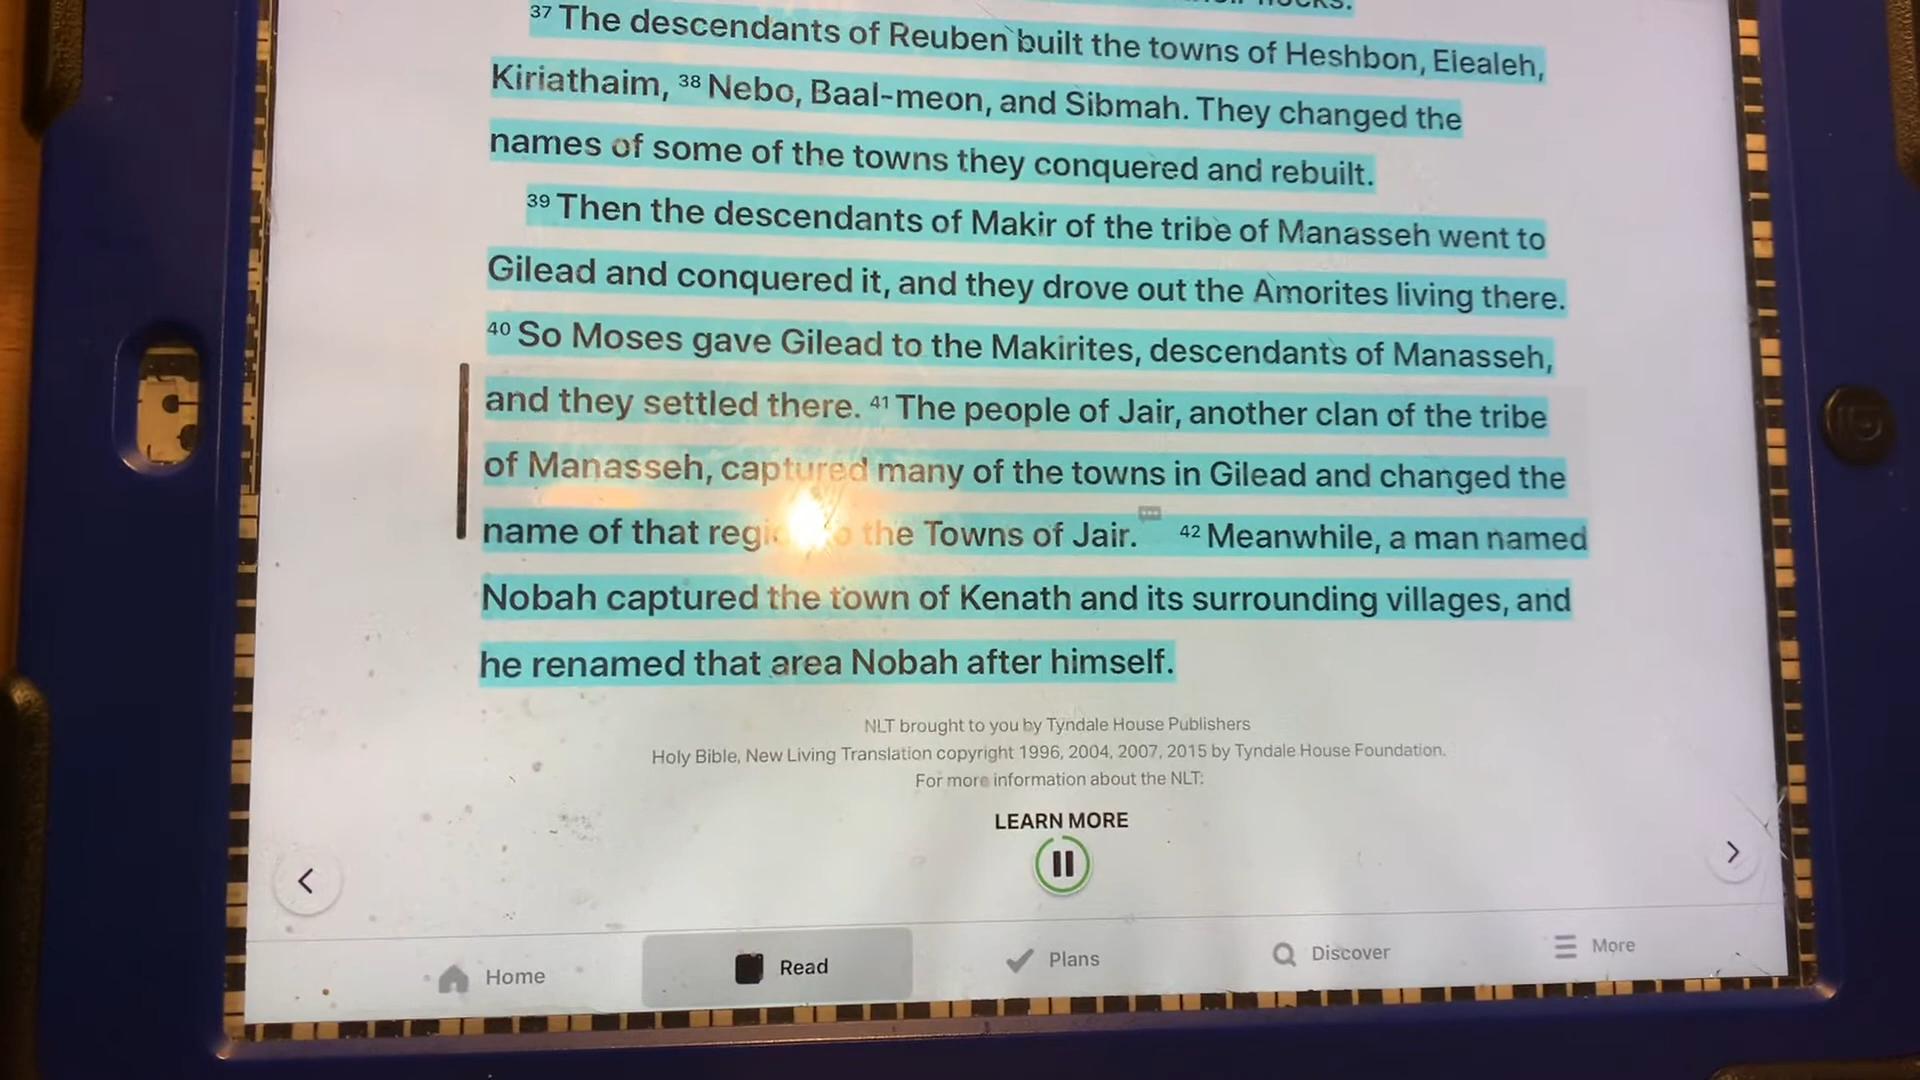 37 The descendants of Reuben built the towns of Heshbon, Elealeh,
Kiriathaim, 38 Nebo, Baal-meon, and Sibmah. They changed the
names of some of the towns they conquered and rebuilt.
39 Then the descendants of Makir of the tribe of Manasseh went to
Gilead and conquered it, and they drove out the Amorites living there.
40 So Moses gave Gilead to the Makirites, descendants of Manasseh,
and they settled there. 41 The people of Jair, another clan of the tribe
of Manasseh, captured many of the towns in Gilead and changed the
name of that the Towns of Jair. 42 Meanwhile, a man named
Nobah captured the town of Kenath and its surrounding villages, and
he renamed that area Nobah after himself.
NLT brought to you by Tyndale House Publishers
Holy Bible, New Living Translation copyright 1996, 2004, 2007, 2015 by Tyndale House Foundation.
For more information about the NLT:
LEARN MORE
Home Read Plans Discover More